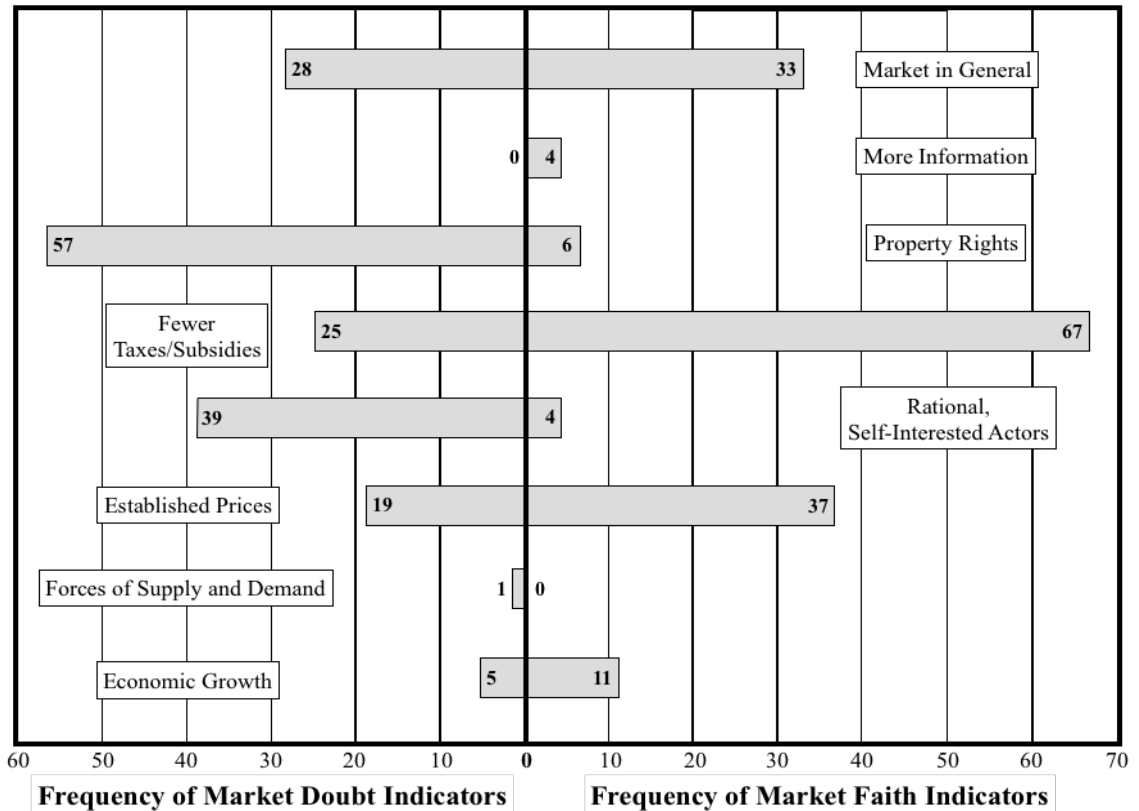 28 33 Market in General
0 4 More Information
57 6 Property Rights
Fewer
Taxes/Subsidies
25 67
39 4
Rational,
Self-Interested Actors
Established Prices 19 37
Forces of Supply and Demand 1 0
Economic Growth 5 11
60 50 40 30 20 10 0 10 20 30 40 50 60 70
Frequency of Market Doubt Indicators Frequency of Market Faith Indicators